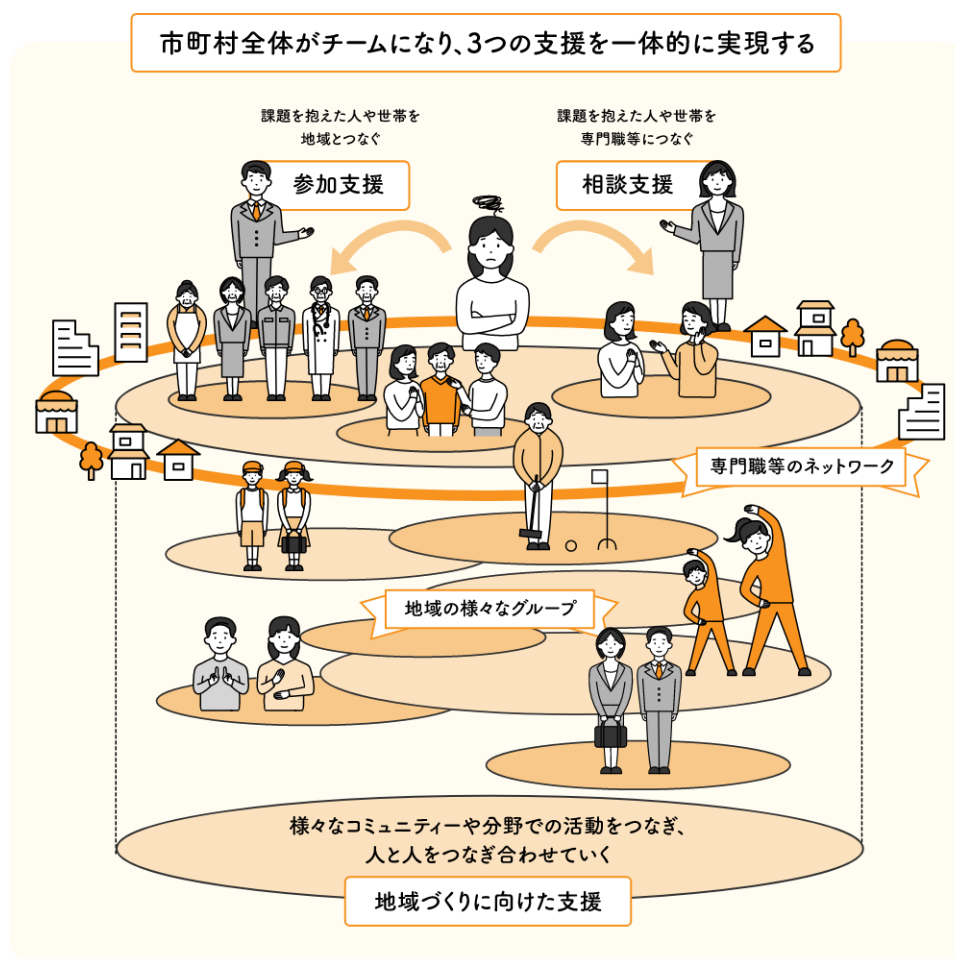 市町村全体がチームになり、3つの支援を一体的に実現する
課題を抱えた人や世帯を
地域とつなぐ
参加支援
課題を抱えた人や世帯を
専門職等につなぐ
相談支援
専門職等のネットワーク
地域の様々なグループ
様々なコミュニティーや分野での活動をつなぎ、
人と人をつなぎ合わせていく
地域づくりに向けた支援